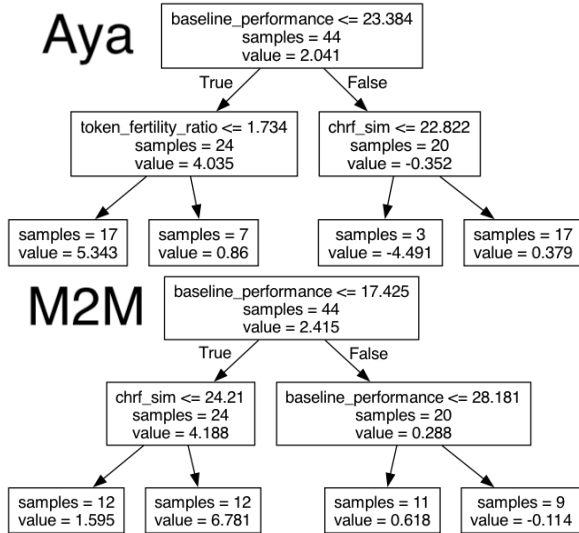 Aya
baseline_performance <= 23.384
samples = 44
value = 2.041
True
False
token_fertility_ratio <= 1.734
samples = 24
value = 4.035
chrf_sim <= 22.822
samples = 20
value = -0.352
samples = 17
value = 5.343
samples = 7
value = 0.86
samples = 3
value = -4.491
samples = 17
value = 0.379
M2M
baseline_performance <= 17.425
samples = 44
value = 2.415
True
False
chrf_sim <= 24.21
samples = 24
value = 4.188
baseline_performance <= 28.181
samples = 20
value = 0.288
samples = 12
value = 1.595
samples = 12
value = 6.781
samples = 11
value = 0.618
samples = 9
value = -0.114